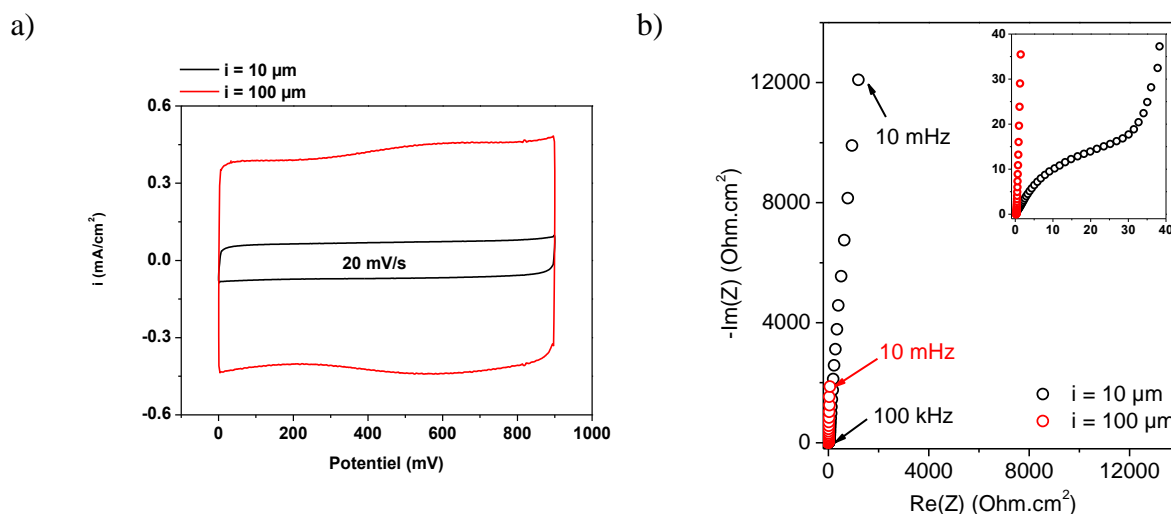 a)
i = 10 µm
i = 100 µm
0.6
0.3
0.0
-0.3
-0.6
i (mA/cm²)
20 mV/s
0 200 400 600 800 1000
Potentiel (mV)
b)
12000
8000
4000
0
-Im(Z) (Ohm.cm²)
10 mHz
10 mHz
100 kHz
i = 10 µm
i = 100 µm
0 4000 8000 12000
Re(Z) (Ohm.cm²)
40
30
20
10
0
0 10 20 30 40